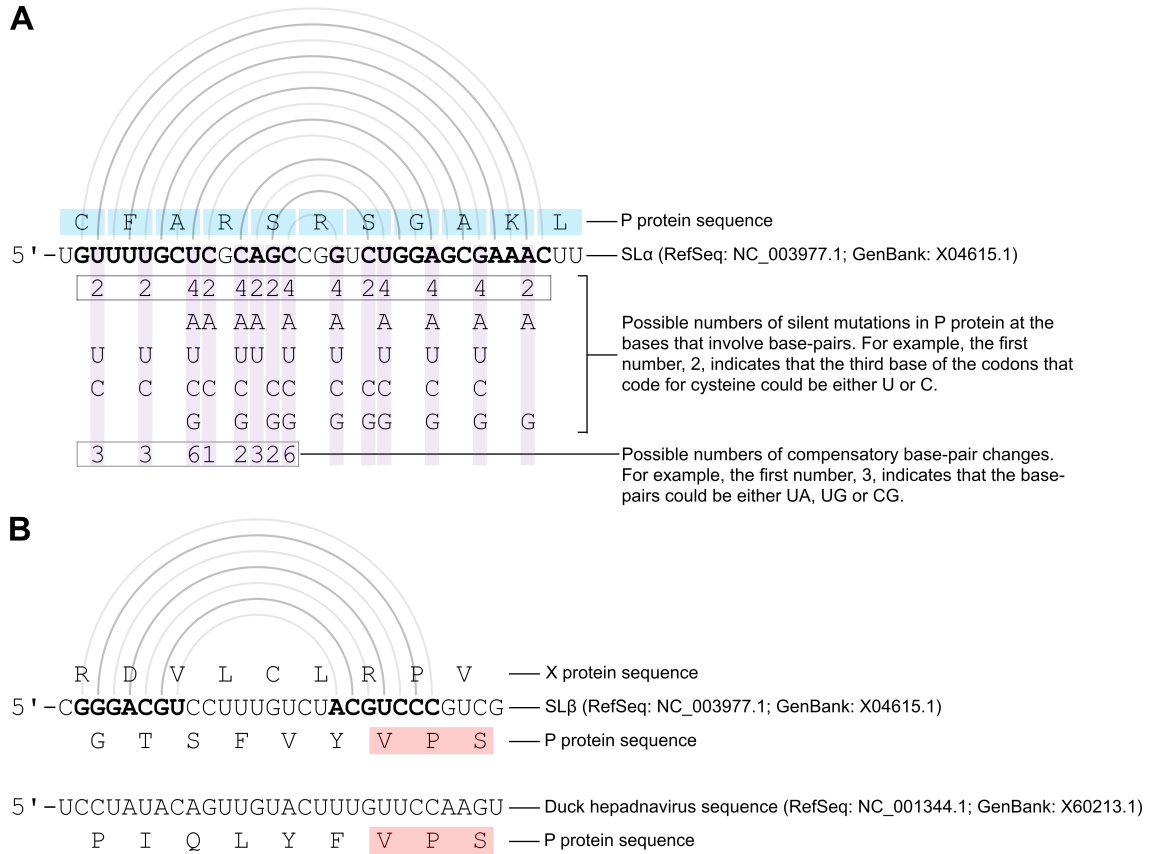 A
C F A R S R S G A K L
P protein sequence
5'-UGUUUUGCUCGCAGCCGGUCUGGAGCGAAACUU
SLα (RefSeq: NC_003977.1; GenBank: X04615.1)
2 2 42 4224 4 24 4 4 2
AA AA A A A A A A
U U U UU U U U U U
C C CC C CC C CC C C
G G GG G GG G G G
Possible numbers of silent mutations in P protein at the
bases that involve base-pairs. For example, the first
number, 2, indicates that the third base of the codons that
code for cysteine could be either U or C.
3 3 61 2326
Possible numbers of compensatory base-pair changes.
For example, the first number, 3, indicates that the base-
pairs could be either UA, UG or CG.
B
R D V L C L R P V
X protein sequence
5'-CGGGACGUCCUUUGUCUACGUCCCGUCG
SLβ (RefSeq: NC_003977.1; GenBank: X04615.1)
G T S F V Y V P S
P protein sequence
5'-UCCUAUACAGUUGUACUUUGUUCCAAGU
Duck hepadnavirus sequence (RefSeq: NC_001344.1; GenBank: X60213.1)
P I Q L Y F V P S
P protein sequence